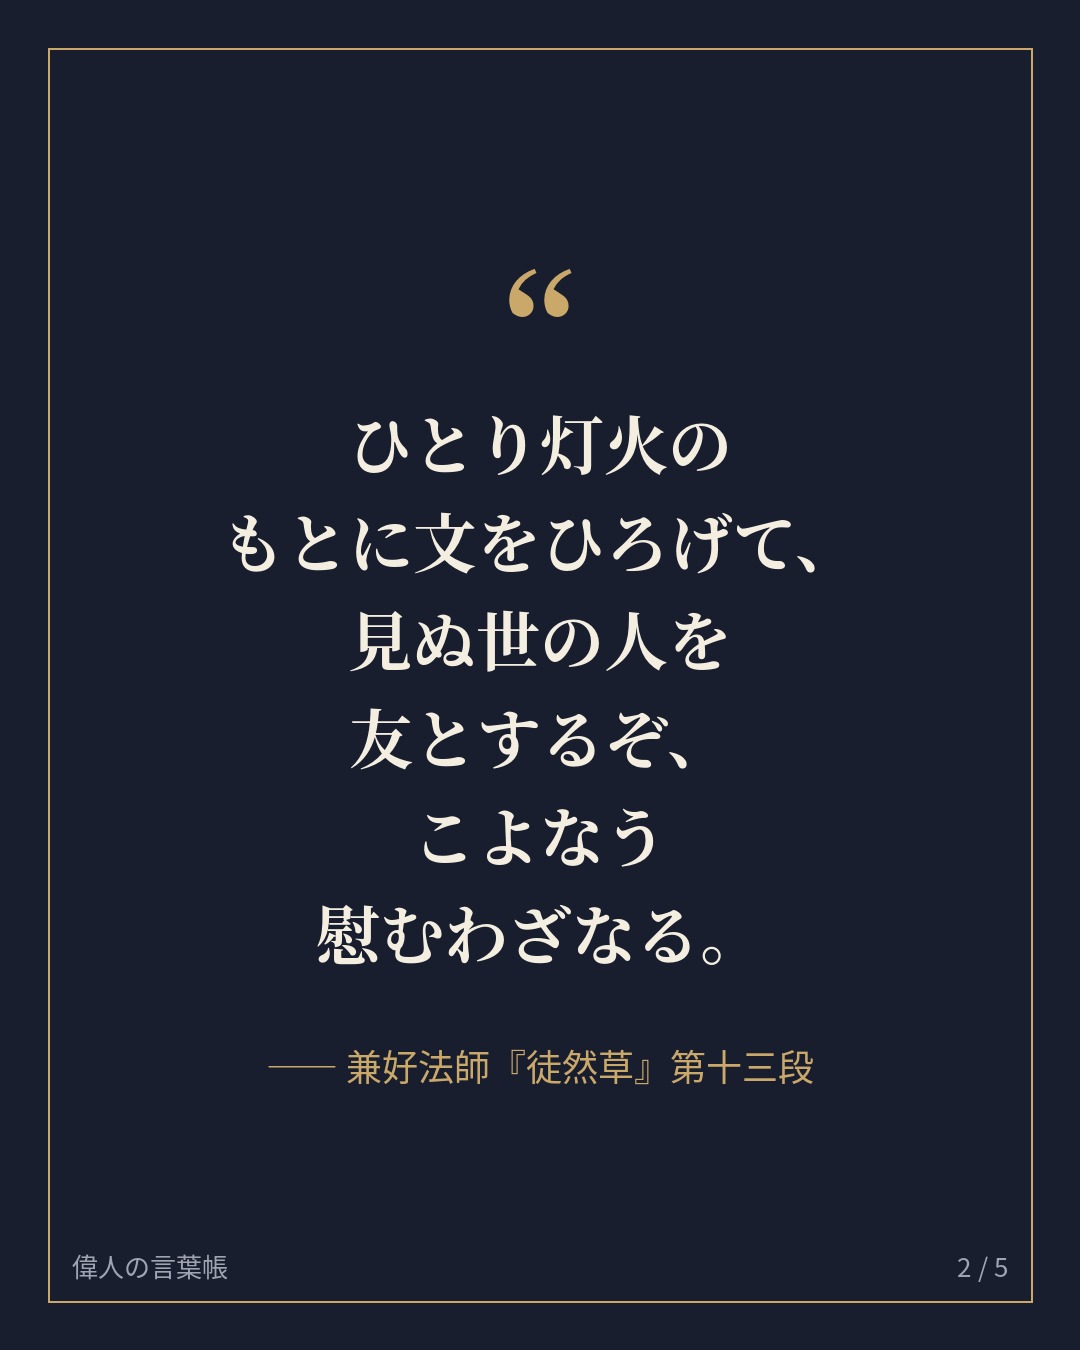 “
ひとり灯火の
もとに文をひろげて、
見ぬ世の人を
友とするぞ、
こよなう
慰むわざなる。
── 兼好法師『徒然草』第十三段
偉人の言葉帳
2 / 5